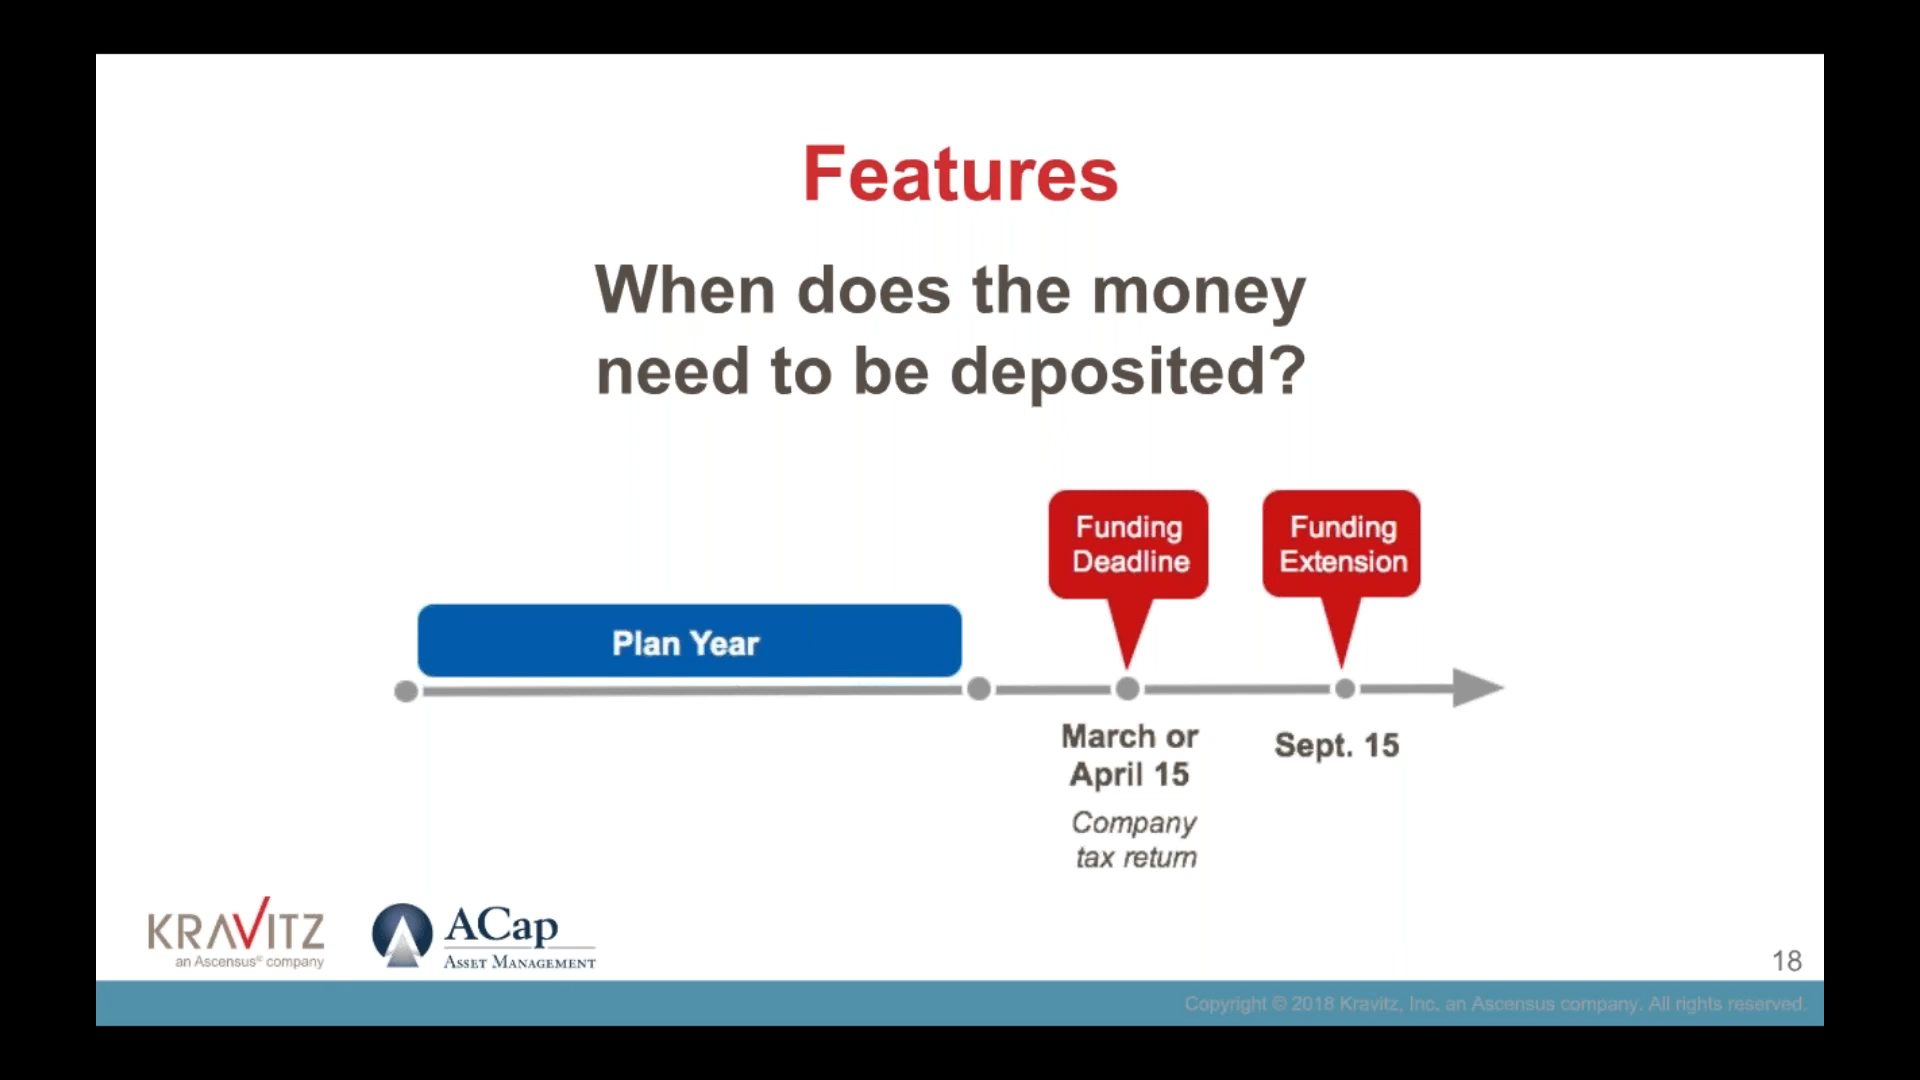 Features
When does the money
need to be deposited?
Funding
Deadline
Funding
Extension
Plan Year
March or
April 15
Company
tax return
Sept. 15
KRAVITZ
an Ascensus® company
ACap
ASSET MANAGEMENT
18
Copyright © 2018 Kravitz, Inc. an Ascensus company. All rights reserved.